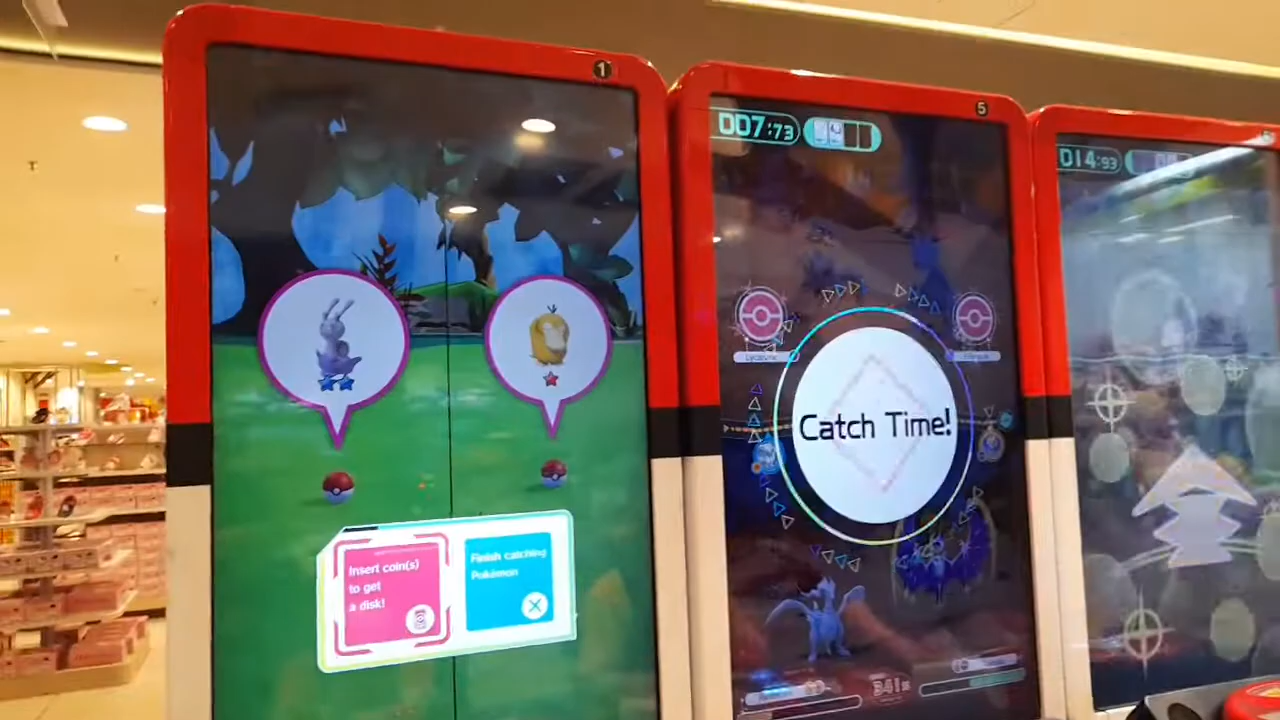 1
Insert coin(s)
to get
a disk!
Finish catching
Pokémon
5
007:73
Catch Time!
014:93